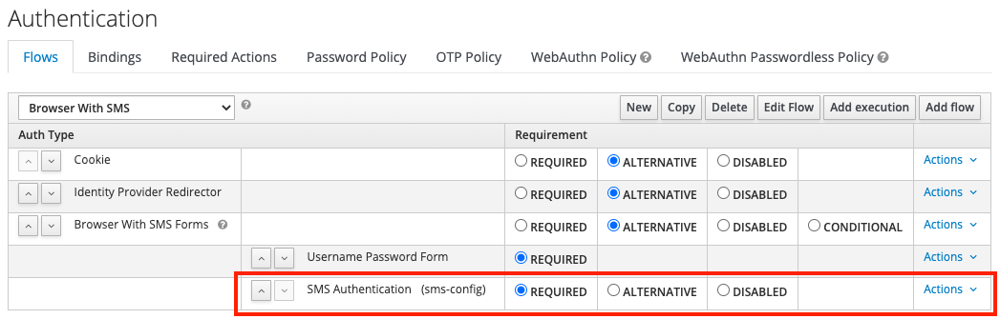 Authentication
Flows Bindings Required Actions Password Policy OTP Policy WebAuthn Policy ? WebAuthn Passwordless Policy ?
Browser With SMS ? New Copy Delete Edit Flow Add execution Add flow
Auth Type Requirement
Cookie REQUIRED ALTERNATIVE DISABLED Actions
Identity Provider Redirector REQUIRED ALTERNATIVE DISABLED Actions
Browser With SMS Forms ? REQUIRED ALTERNATIVE DISABLED CONDITIONAL Actions
Username Password Form REQUIRED Actions
SMS Authentication (sms-config) REQUIRED ALTERNATIVE DISABLED Actions